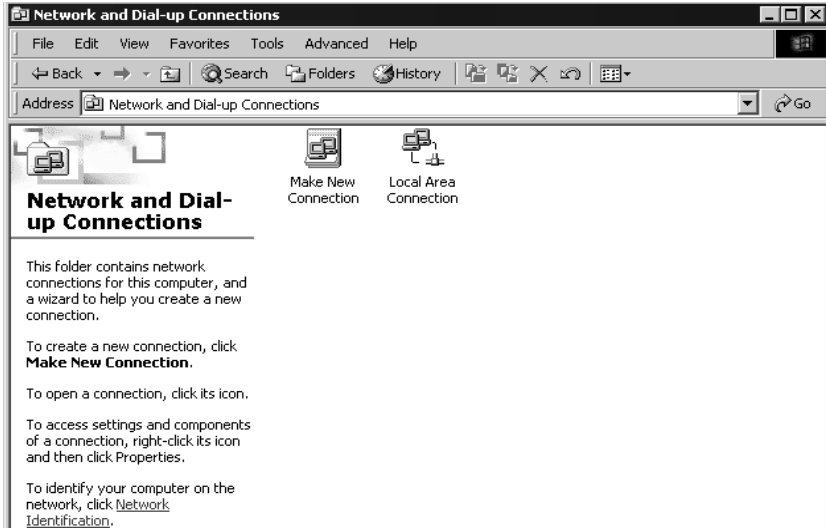 Network and Dial-up Connections
File Edit View Favorites Tools Advanced Help
Back Search Folders History
Address Network and Dial-up Connections Go
Make New
Connection
Local Area
Connection
Network and Dial-
up Connections
This folder contains network
connections for this computer, and
a wizard to help you create a new
connection.
To create a new connection, click
Make New Connection.
To open a connection, click its icon.
To access settings and components
of a connection, right-click its icon
and then click Properties.
To identify your computer on the
network, click Network
Identification.